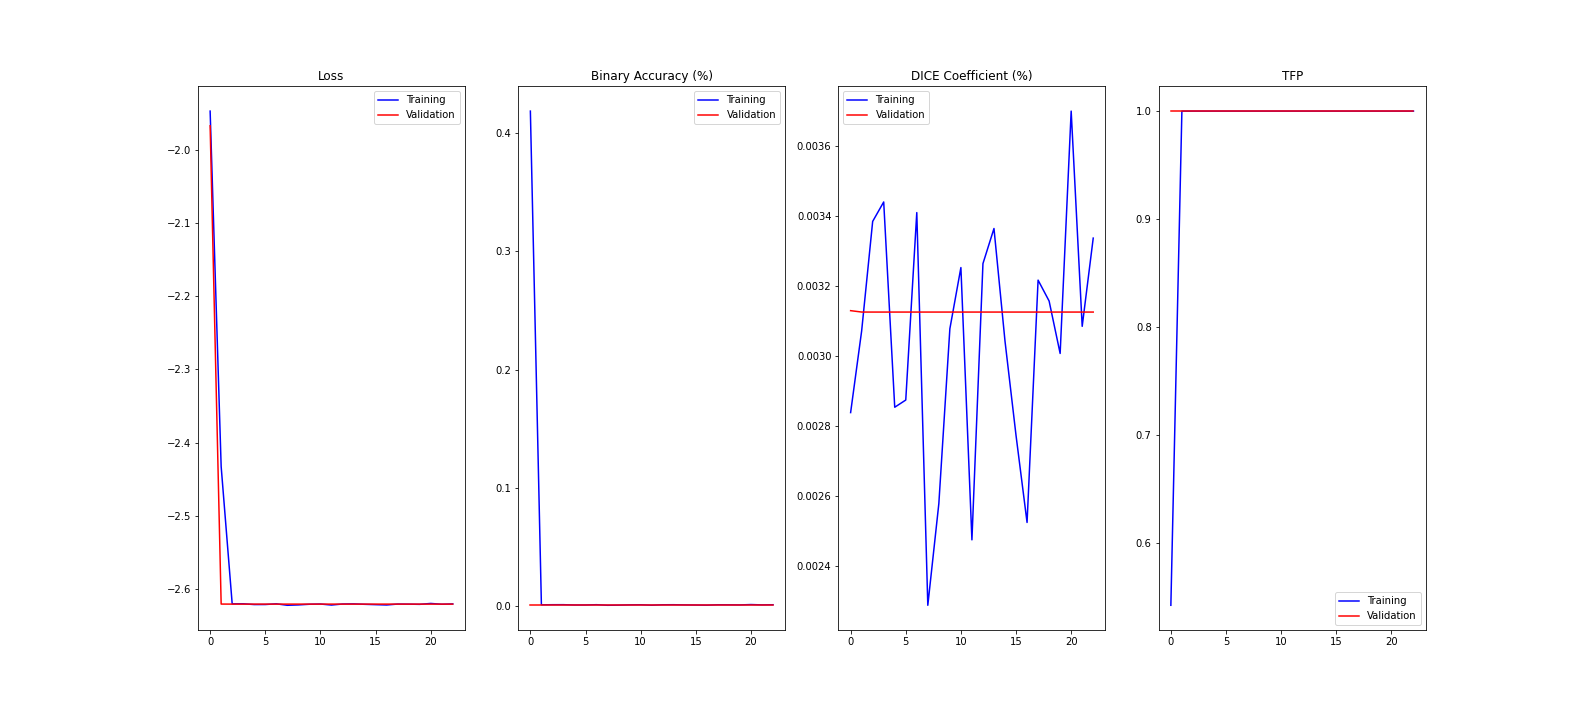 Loss
Training
Validation
−2.0
−2.1
−2.2
−2.3
−2.4
−2.5
−2.6
0 5 10 15 20
Binary Accuracy (%)
Training
Validation
0.4
0.3
0.2
0.1
0.0
0 5 10 15 20
DICE Coefficient (%)
Training
Validation
0.0036
0.0034
0.0032
0.0030
0.0028
0.0026
0.0024
0 5 10 15 20
TFP
1.0
0.9
0.8
0.7
0.6
Training
Validation
0 5 10 15 20